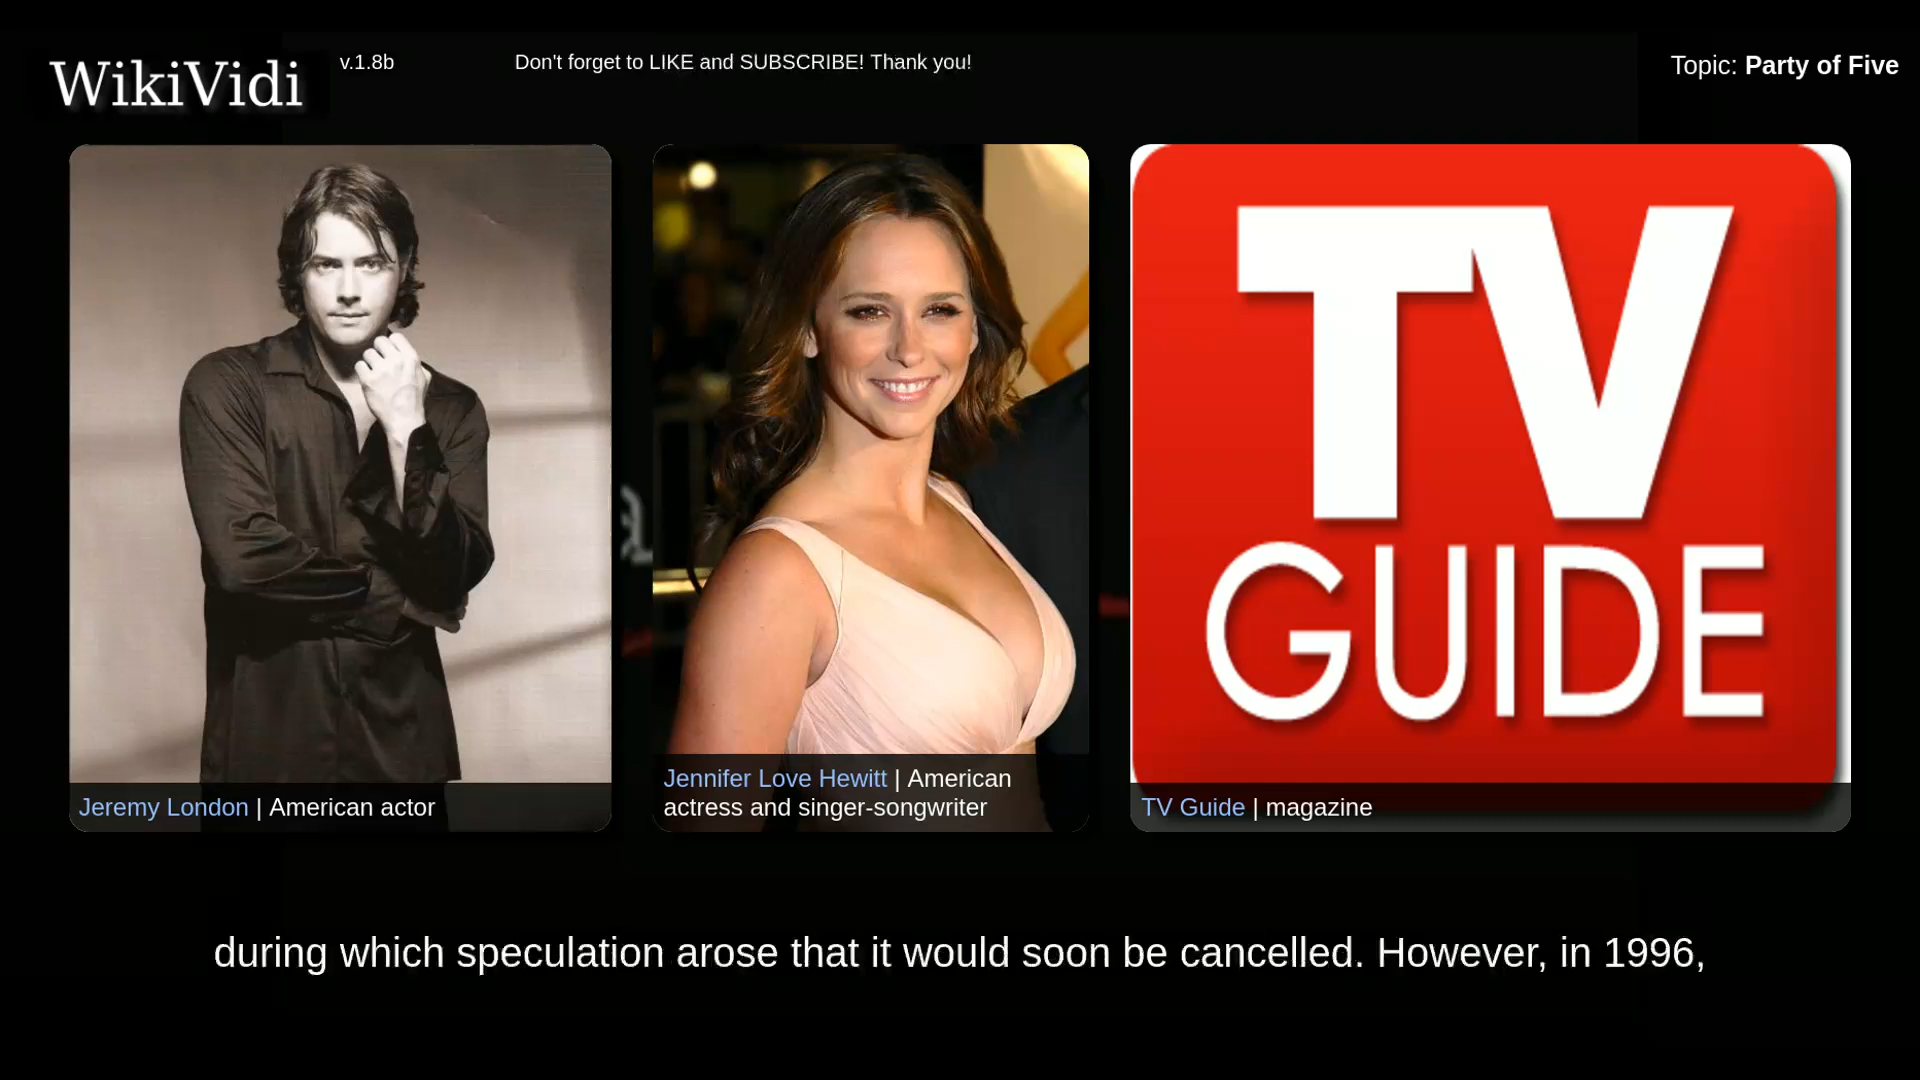 WikiVidi
v.1.8b
Don't forget to LIKE and SUBSCRIBE! Thank you!
Topic: Party of Five
TV
GUIDE
Jeremy London | American actor
Jennifer Love Hewitt | American
actress and singer-songwriter
TV Guide | magazine
during which speculation arose that it would soon be cancelled. However, in 1996,